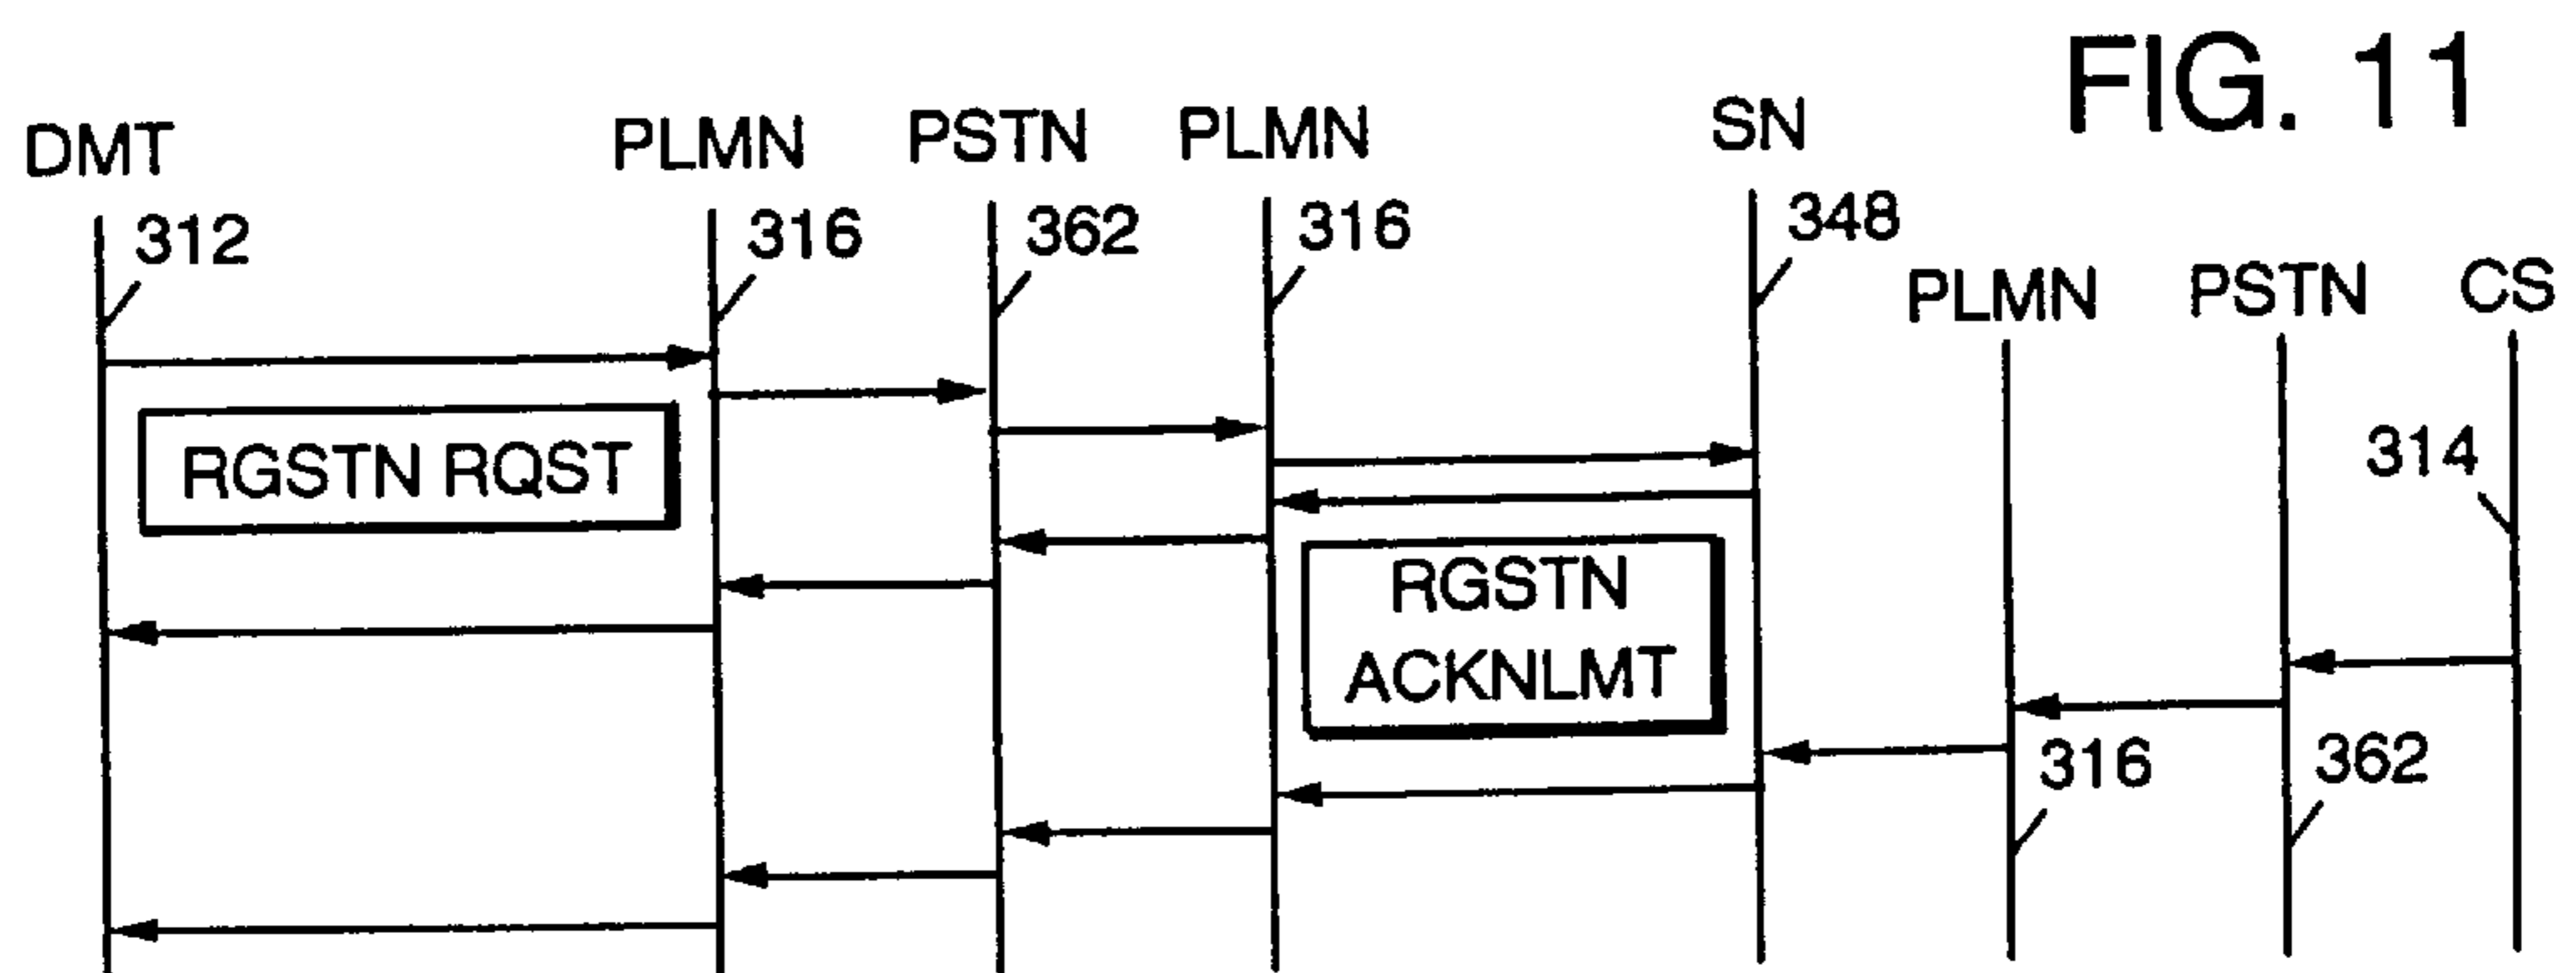 FIG. 11
DMT
PLMN
PSTN
PLMN
SN
312
316
362
316
348
PLMN
PSTN
CS
314
RGSTN RQST
RGSTN
ACKNLMT
316
362